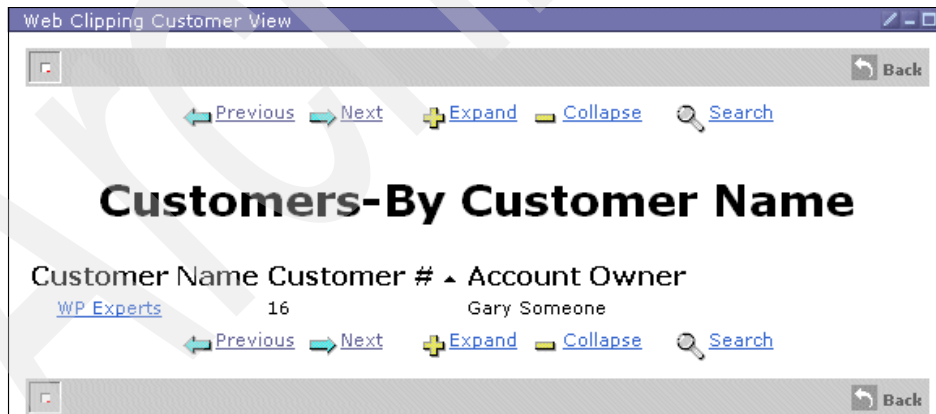 Web Clipping Customer View
Back
Previous Next Expand Collapse Search
Customers-By Customer Name
Customer Name Customer # Account Owner
WP Experts 16 Gary Someone
Previous Next Expand Collapse Search
Back